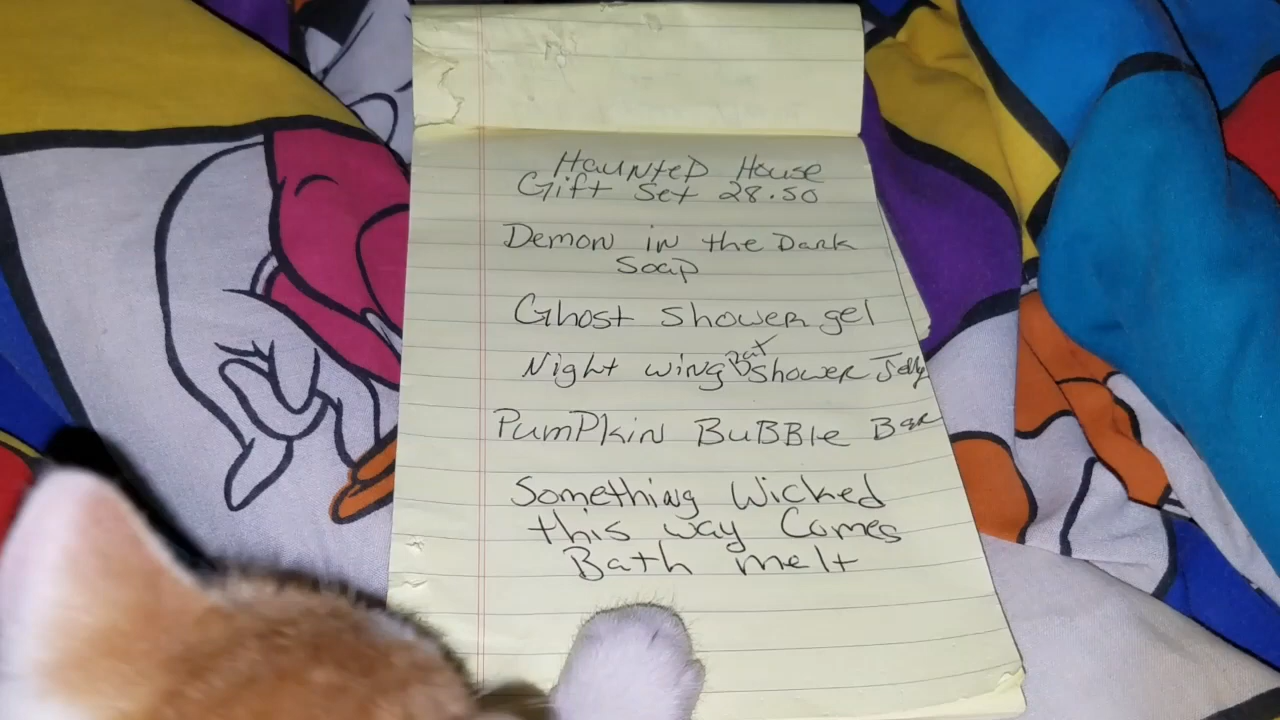 Haunted House
Gift Set 28.50
Demon in the Dark
Soap
Ghost shower gel
Night wing Bat shower Jelly
Pumpkin Bubble Bar
Something Wicked
this way Comes
Bath melt